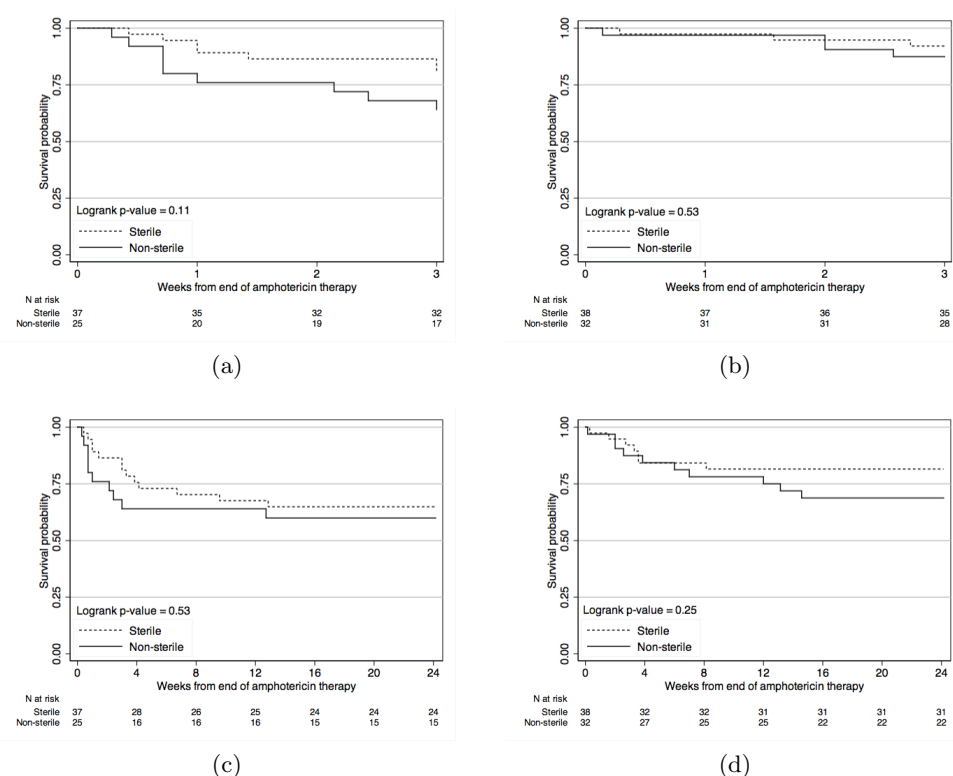 1.00
0.75
0.50
0.25
0.00
Survival probability
Logrank p-value = 0.11
Sterile
Non-sterile
0 1 2 3
Weeks from end of amphotericin therapy
N at risk
Sterile 37 35 32 32
Non-sterile 25 20 19 17
(a)
1.00
0.75
0.50
0.25
0.00
Survival probability
Logrank p-value = 0.53
Sterile
Non-sterile
0 1 2 3
Weeks from end of amphotericin therapy
N at risk
Sterile 38 37 36 35
Non-sterile 32 31 31 28
(b)
1.00
0.75
0.50
0.25
0.00
Survival probability
Logrank p-value = 0.53
Sterile
Non-sterile
0 4 8 12 16 20 24
Weeks from end of amphotericin therapy
N at risk
Sterile 37 28 26 25 24 24 24
Non-sterile 25 16 16 16 15 15 15
(c)
1.00
0.75
0.50
0.25
0.00
Survival probability
Logrank p-value = 0.25
Sterile
Non-sterile
0 4 8 12 16 20 24
Weeks from end of amphotericin therapy
N at risk
Sterile 38 32 32 31 31 31 31
Non-sterile 32 27 25 25 22 22 22
(d)